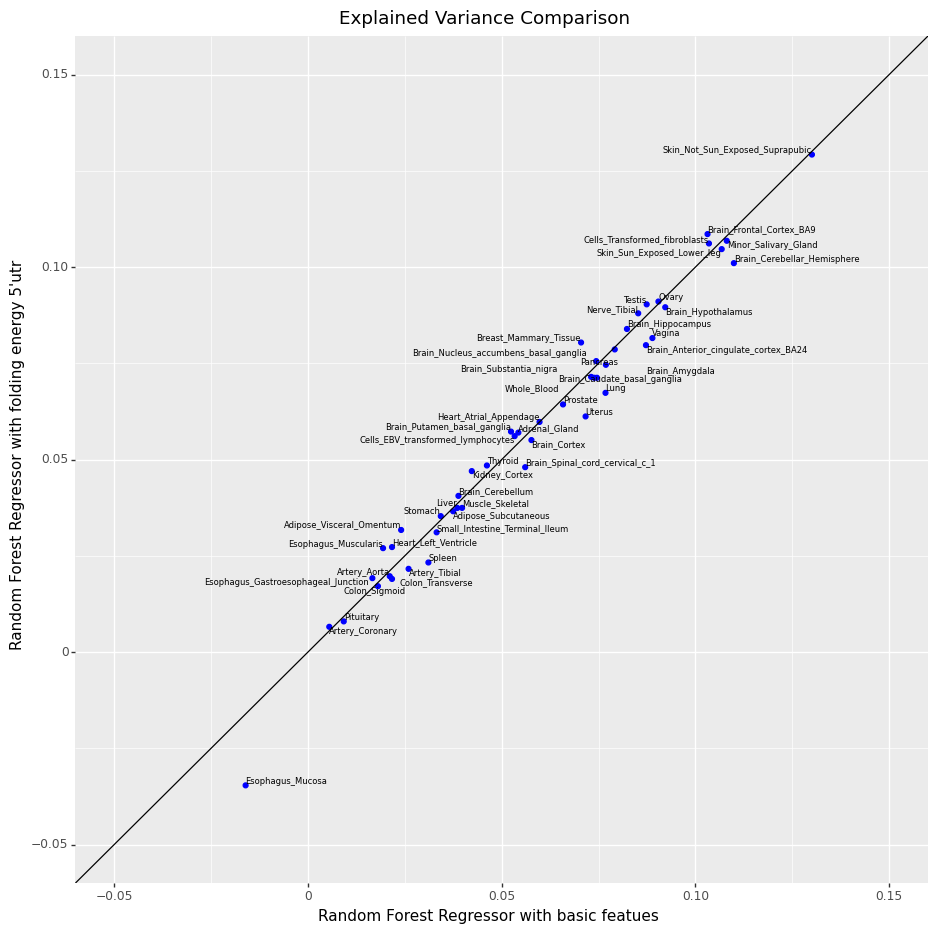 Explained Variance Comparison
Random Forest Regressor with folding energy 5'utr
0.15
0.10
0.05
0
−0.05
Skin_Not_Sun_Exposed_Suprapubic
Brain_Frontal_Cortex_BA9
Cells_Transformed_fibroblasts
Minor_Salivary_Gland
Skin_Sun_Exposed_Lower_leg
Brain_Cerebellar_Hemisphere
Testis
Ovary
Nerve_Tibial
Brain_Hypothalamus
Brain_Hippocampus
Vagina
Breast_Mammary_Tissue
Brain_Anterior_cingulate_cortex_BA24
Brain_Nucleus_accumbens_basal_ganglia
Pancreas
Brain_Substantia_nigra
Brain_Amygdala
Brain_Caudate_basal_ganglia
Whole_Blood
Lung
Prostate
Uterus
Heart_Atrial_Appendage
Brain_Putamen_basal_ganglia
Adrenal_Gland
Cells_EBV_transformed_lymphocytes
Brain_Cortex
Thyroid
Brain_Spinal_cord_cervical_c_1
Kidney_Cortex
Brain_Cerebellum
Liver
Muscle_Skeletal
Stomach
Adipose_Subcutaneous
Adipose_Visceral_Omentum
Small_Intestine_Terminal_Ileum
Esophagus_Muscularis
Heart_Left_Ventricle
Spleen
Artery_Aorta
Artery_Tibial
Esophagus_Gastroesophageal_Junction
Colon_Transverse
Colon_Sigmoid
Pituitary
Artery_Coronary
Esophagus_Mucosa
−0.05
0
0.05
0.10
0.15
Random Forest Regressor with basic featues